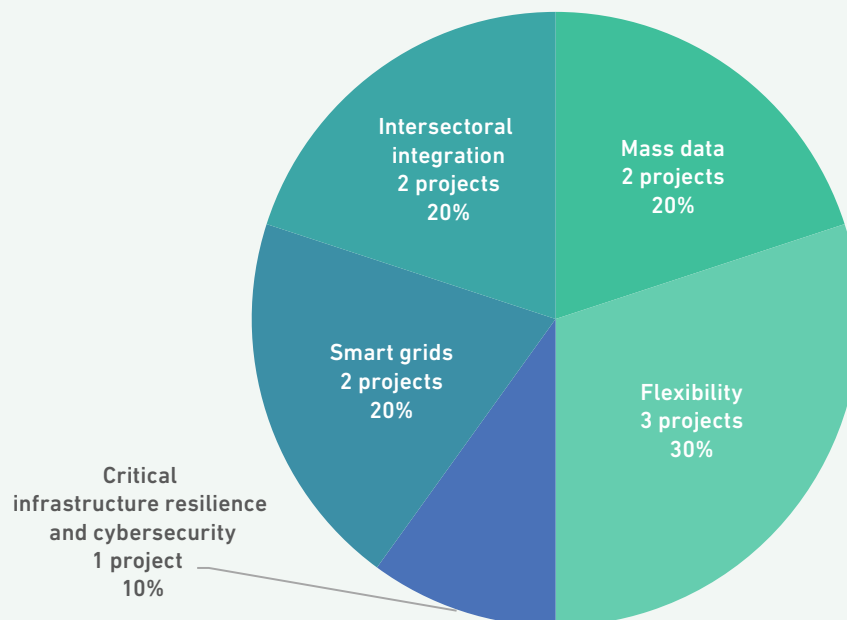 Intersectoral
integration
2 projects
20%
Mass data
2 projects
20%
Smart grids
2 projects
20%
Flexibility
3 projects
30%
Critical
infrastructure resilience
and cybersecurity
1 project
10%